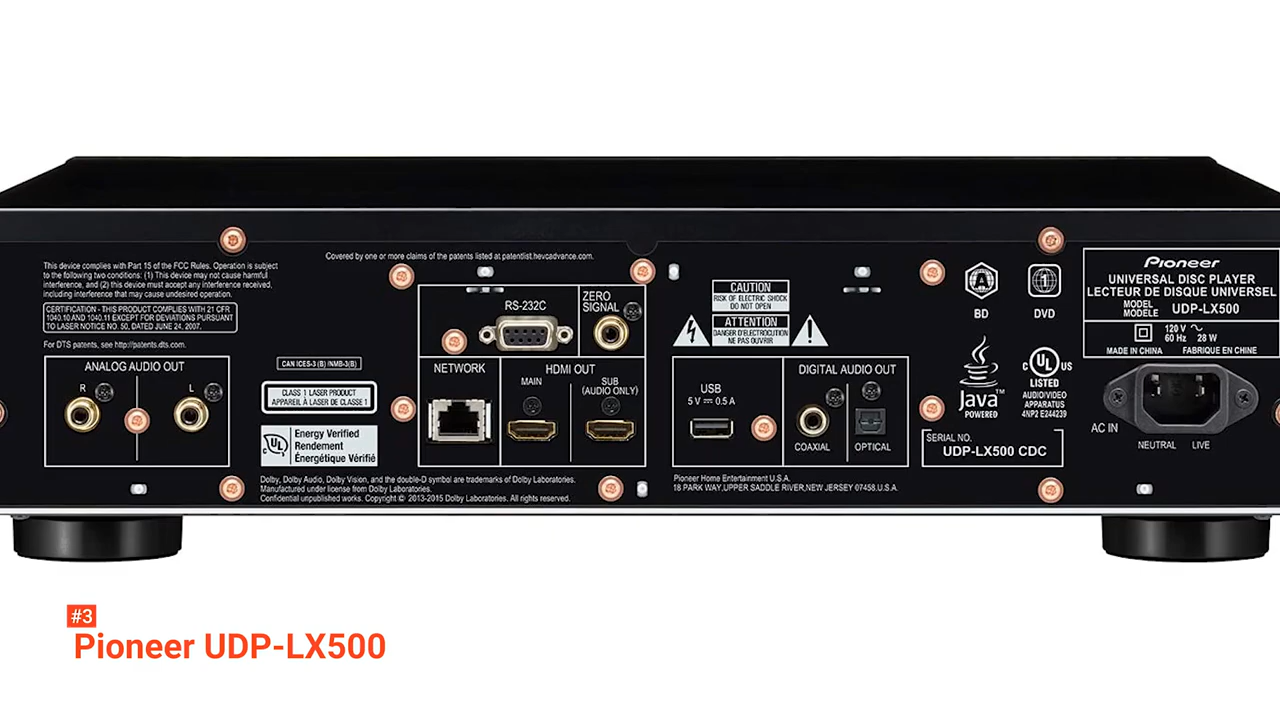 This device complies with Part 15 of the FCC Rules. Operation is subject
to the following two conditions: (1) This device may not cause harmful
interference, and (2) this device must accept any interference received,
including interference that may cause undesired operation.
CERTIFICATION - THIS PRODUCT COMPLIES WITH 21 CFR
1040.10 AND 1040.11 EXCEPT FOR DEVIATIONS PURSUANT
TO LASER NOTICE NO. 50, DATED JUNE 24, 2007.
For DTS patents, see http://patents.dts.com.
ANALOG AUDIO OUT
R
L
Covered by one or more claims of the patents listed at patentlist.hevcadvance.com.
CAN ICES-3 (B) /NMB-3(B)
CLASS 1 LASER PRODUCT
APPAREIL À LASER DE CLASSE 1
C UL
Energy Verified
Rendement
Énergétique Vérifié
RS-232C
ZERO
SIGNAL
NETWORK
HDMI OUT
MAIN
SUB
(AUDIO ONLY)
Dolby, Dolby Audio, Dolby Vision, and the double-D symbol are trademarks of Dolby Laboratories.
Manufactured under license from Dolby Laboratories.
Confidential unpublished works. Copyright © 2013-2015 Dolby Laboratories. All rights reserved.
CAUTION
RISK OF ELECTRIC SHOCK
DO NOT OPEN
ATTENTION
DANGER D'ELECTROCUTION
NE PAS OUVRIR
!
USB
5 V 0.5 A
DIGITAL AUDIO OUT
COAXIAL
OPTICAL
Pioneer Home Entertainment U.S.A.
18 PARK WAY,UPPER SADDLE RIVER,NEW JERSEY 07458.U.S.A.
A
BD
1
DVD
Java™
POWERED
C UL US
LISTED
AUDIO/VIDEO
APPARATUS
4NP2 E244239
SERIAL NO.
UDP-LX500 CDC
Pioneer
UNIVERSAL DISC PLAYER
LECTEUR DE DISQUE UNIVERSEL
MODEL
MODÈLE
UDP-LX500
120 V ~
60 Hz 28 W
MADE IN CHINA FABRIQUE EN CHINE
AC IN
NEUTRAL LIVE
#3
Pioneer UDP-LX500